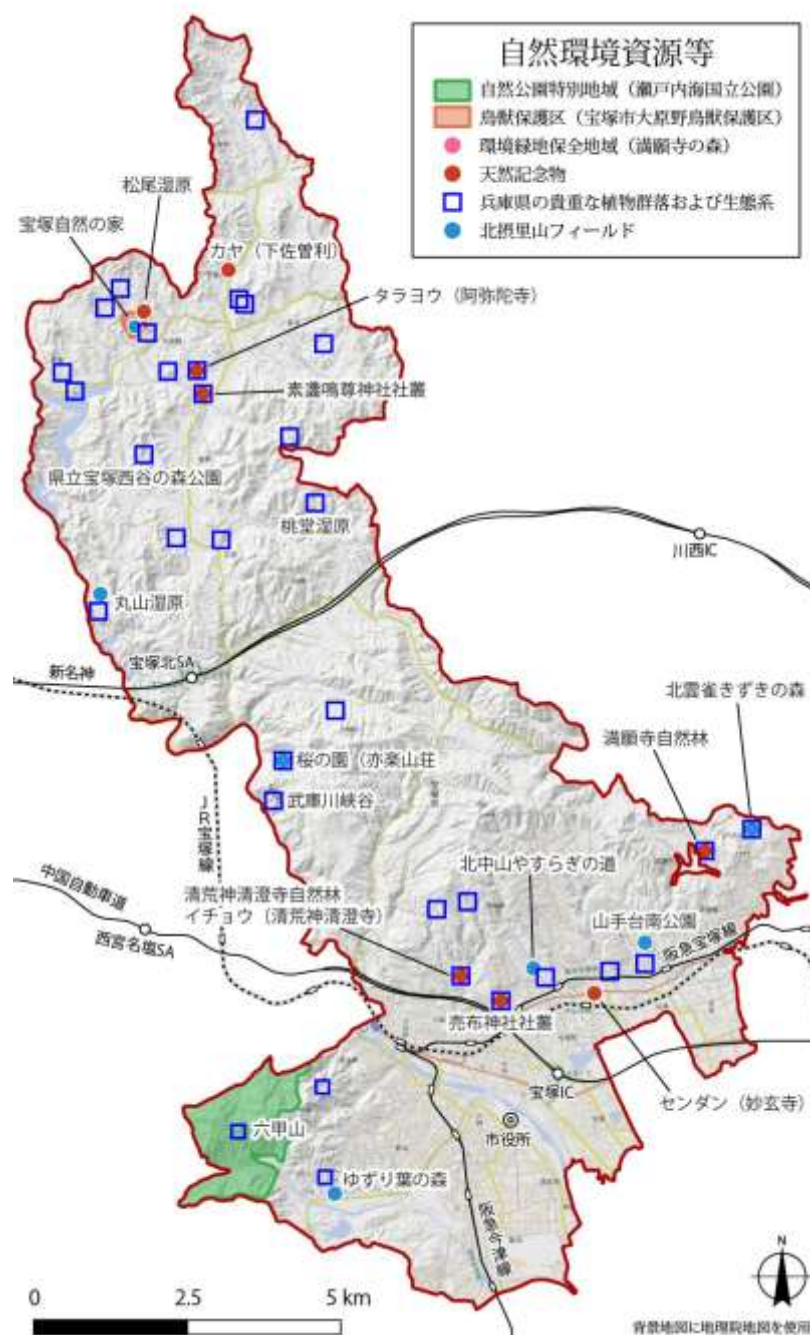 自然環境資源等
自然公園特別地域（瀬戸内海国立公園）
鳥獣保護区（宝塚市大原野鳥獣保護区）
環境緑地保全地域（満願寺の森）
天然記念物
兵庫県の貴重な植物群落および生態系
北摂里山フィールド
松尾湿原
宝塚自然の家
カヤ（下佐曽利）
タラヨウ（阿弥陀寺）
素盞嗚尊神社社叢
県立宝塚西谷の森公園
桃堂湿原
川西IC
丸山湿原
新名神
宝塚北SA
北雲雀きずきの森
満願寺自然林
桜の園（亦楽山荘
武庫川峡谷
JR宝塚線
中国自動車道
西宮名塩SA
北中山やすらぎの道
清荒神清澄寺自然林
イチョウ（清荒神清澄寺）
山手台南公園
阪急宝塚線
売布神社社叢
宝塚IC
センダン（妙玄寺）
六甲山
市役所
ゆずり葉の森
阪急今津線
N
0 2.5 5 km
背景地図に地理院地図を使用